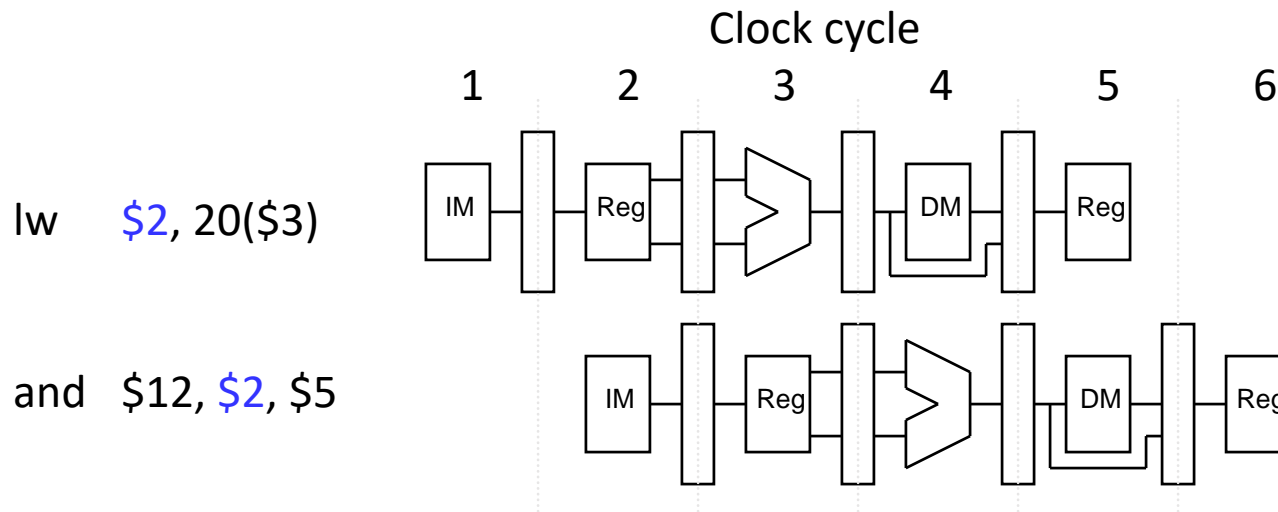 Clock cycle
1 2 3 4 5 6
lw $2, 20($3) IM Reg DM Reg
and $12, $2, $5 IM Reg DM Reg